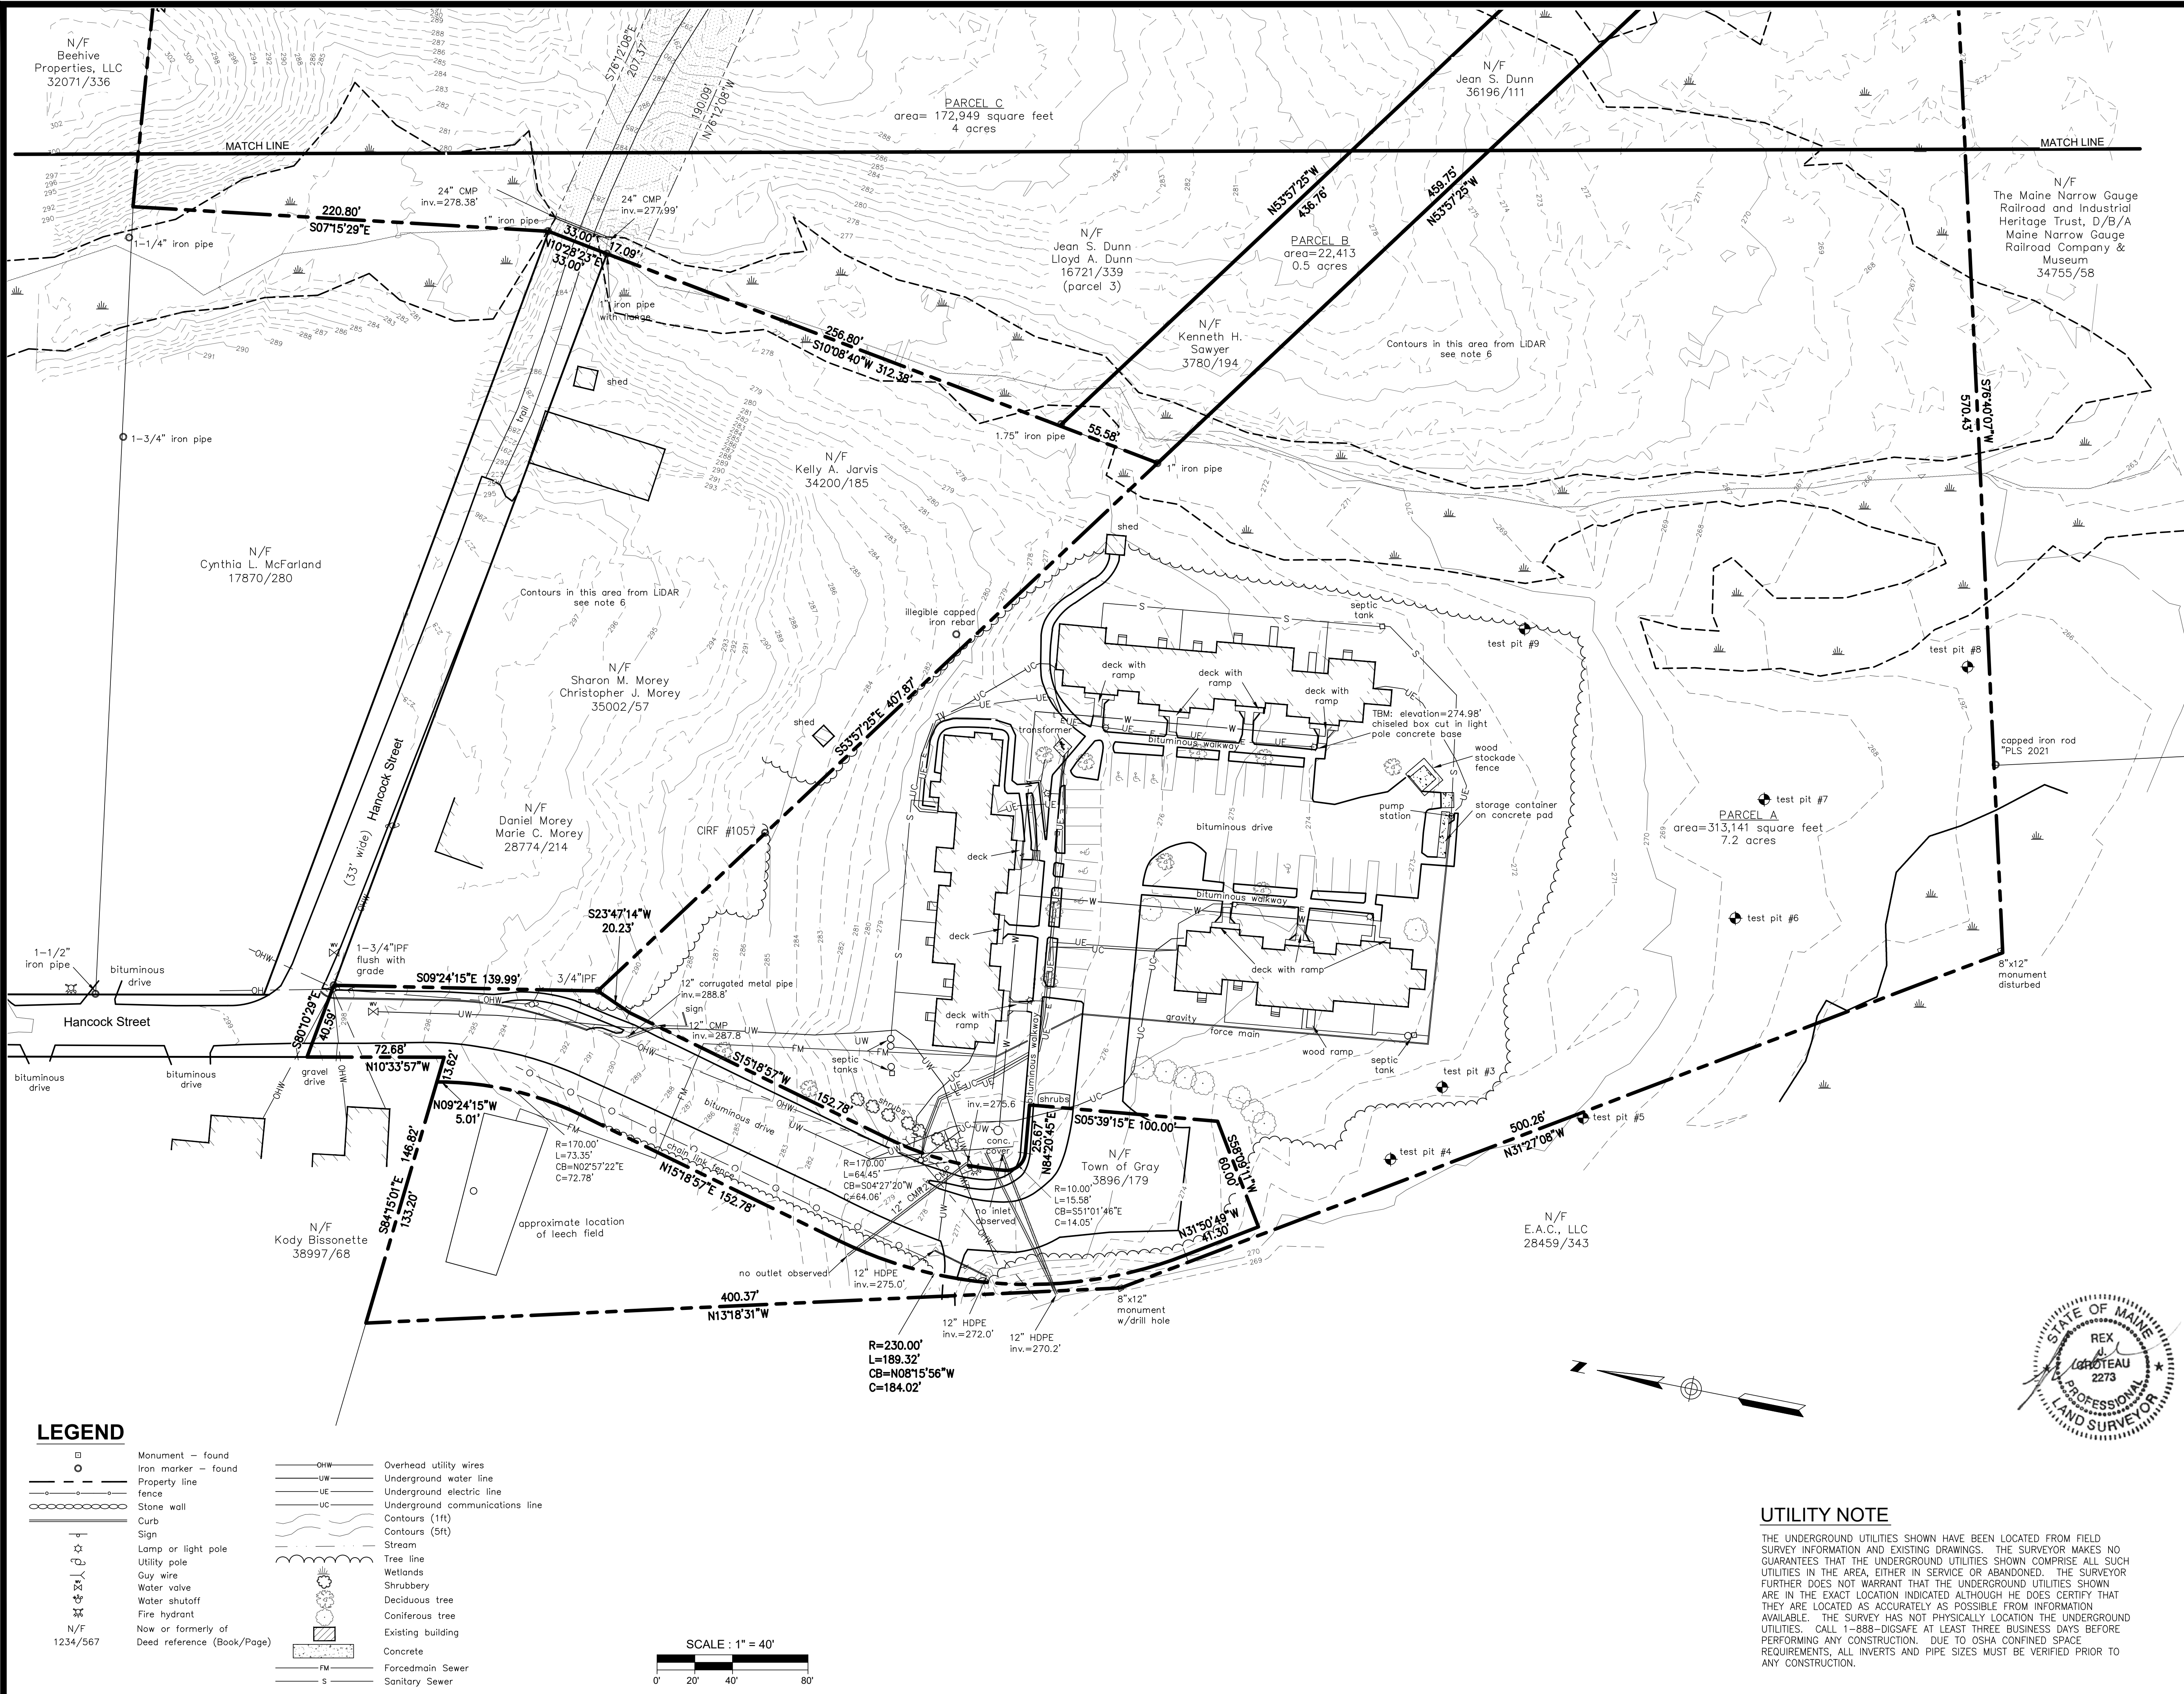 N/F
Beehive
Properties, LLC
32071/336
S76°12'08"E
207.37'
190.09'
N76°12'08"W
PARCEL C
area= 172,949 square feet
4 acres
N/F
Jean S. Dunn
36196/111
MATCH LINE
MATCH LINE
N/F
The Maine Narrow Gauge
Railroad and Industrial
Heritage Trust, D/B/A
Maine Narrow Gauge
Railroad Company &
Museum
34755/58
24" CMP
inv.=278.38'
24" CMP
inv.=277.99'
1" iron pipe
220.80'
S07°15'29"E
33.00'
N10°28'23"E
33.00'
17.09'
1-1/4" iron pipe
1" iron pipe
with flange
N/F
Jean S. Dunn
Lloyd A. Dunn
16721/339
(parcel 3)
N53°57'25"W
436.76'
459.75'
N53°57'25"W
PARCEL B
area=22,413
0.5 acres
N/F
Kenneth H.
Sawyer
3780/194
Contours in this area from LiDAR
see note 6
256.80'
S10°08'40"W 312.38'
shed
trail
1-3/4" iron pipe
1.75" iron pipe
55.58'
1" iron pipe
S76°40'07"W
570.43'
N/F
Kelly A. Jarvis
34200/185
N/F
Cynthia L. McFarland
17870/280
Contours in this area from LiDAR
see note 6
shed
illegible capped
iron rebar
septic
tank
test pit #9
test pit #8
N/F
Sharon M. Morey
Christopher J. Morey
35002/57
deck with
ramp
deck with
ramp
deck with
ramp
TBM: elevation=274.98'
chiseled box cut in light
pole concrete base
S53°57'25"E 407.87'
shed
transformer
bituminous walkway
wood
stockade
fence
capped iron rod
"PLS 2021
Hancock Street
(33' wide)
N/F
Daniel Morey
Marie C. Morey
28774/214
CIRF #1057
pump
station
storage container
on concrete pad
bituminous drive
test pit #7
PARCEL A
area=313,141 square feet
7.2 acres
deck
bituminous walkway
test pit #6
S23°47'14"W
20.23'
deck
deck with ramp
8"x12"
monument
disturbed
1-1/2"
iron pipe
bituminous
drive
1-3/4"IPF
flush with
grade
S09°24'15"E 139.99'
3/4"IPF
12" corrugated metal pipe
inv.=288.8'
sign
12" CMP
inv.=287.8
Hancock Street
S80°10'29"E
40.59'
deck with
ramp
bituminous walkway
gravity
force main
wood ramp
septic
tank
septic
tanks
72.68'
N10°33'57"W
13.62'
bituminous
drive
bituminous
drive
gravel
drive
S15°18'57"W
152.78'
test pit #3
test pit #5
test pit #4
N09°24'15"W
5.01'
bituminous drive
shrubs
inv.=275.6
shrubs
S05°39'15"E 100.00'
25.67'
N84°20'45"E
conc.
cover
500.26'
N31°27'08"W
R=170.00'
L=73.35'
CB=N02°57'22"E
C=72.78'
chain link fence
R=170.00'
L=64.45'
CB=S04°27'20"W
C=64.06'
12" CMP
N/F
Town of Gray
3896/179
S58°09'11"W
60.00'
R=10.00'
L=15.58'
CB=S51°01'46"E
C=14.05'
N15°18'57"E 152.78'
S84°15'01"E 146.82'
133.20'
N/F
Kody Bissonette
38997/68
approximate location
of leech field
no inlet
observed
N31°50'49"W
41.30'
N/F
E.A.C., LLC
28459/343
no outlet observed
12" HDPE
inv.=275.0'
400.37'
N13°18'31"W
8"x12"
monument
w/drill hole
12" HDPE
inv.=272.0'
12" HDPE
inv.=270.2'
R=230.00'
L=189.32'
CB=N08°15'56"W
C=184.02'
STATE OF MAINE
REX
J.
GROTEAU
2273
PROFESSIONAL
LAND SURVEYOR
LEGEND
Monument – found
Iron marker – found
Property line
fence
Stone wall
Curb
Sign
Lamp or light pole
Utility pole
Guy wire
Water valve
Water shutoff
Fire hydrant
N/F Now or formerly of
1234/567 Deed reference (Book/Page)
OHW Overhead utility wires
UW Underground water line
UE Underground electric line
UC Underground communications line
Contours (1ft)
Contours (5ft)
Stream
Tree line
Wetlands
Shrubbery
Deciduous tree
Coniferous tree
Existing building
Concrete
FM Forcedmain Sewer
S Sanitary Sewer
SCALE : 1" = 40'
0' 20' 40' 80'
UTILITY NOTE
THE UNDERGROUND UTILITIES SHOWN HAVE BEEN LOCATED FROM FIELD
SURVEY INFORMATION AND EXISTING DRAWINGS. THE SURVEYOR MAKES NO
GUARANTEES THAT THE UNDERGROUND UTILITIES SHOWN COMPRISE ALL SUCH
UTILITIES IN THE AREA, EITHER IN SERVICE OR ABANDONED. THE SURVEYOR
FURTHER DOES NOT WARRANT THAT THE UNDERGROUND UTILITIES SHOWN
ARE IN THE EXACT LOCATION INDICATED ALTHOUGH HE DOES CERTIFY THAT
THEY ARE LOCATED AS ACCURATELY AS POSSIBLE FROM INFORMATION
AVAILABLE. THE SURVEY HAS NOT PHYSICALLY LOCATION THE UNDERGROUND
UTILITIES. CALL 1-888-DIGSAFE AT LEAST THREE BUSINESS DAYS BEFORE
PERFORMING ANY CONSTRUCTION. DUE TO OSHA CONFINED SPACE
REQUIREMENTS, ALL INVERTS AND PIPE SIZES MUST BE VERIFIED PRIOR TO
ANY CONSTRUCTION.